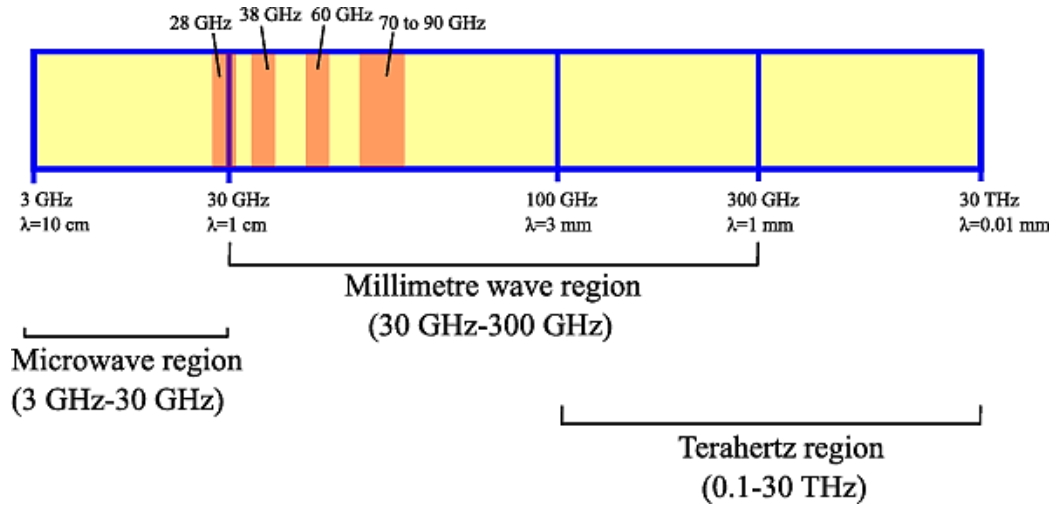 28 GHz
38 GHz
60 GHz
70 to 90 GHz
3 GHz
λ=10 cm
30 GHz
λ=1 cm
100 GHz
λ=3 mm
300 GHz
λ=1 mm
30 THz
λ=0.01 mm
Millimetre wave region
(30 GHz-300 GHz)
Microwave region
(3 GHz-30 GHz)
Terahertz region
(0.1-30 THz)